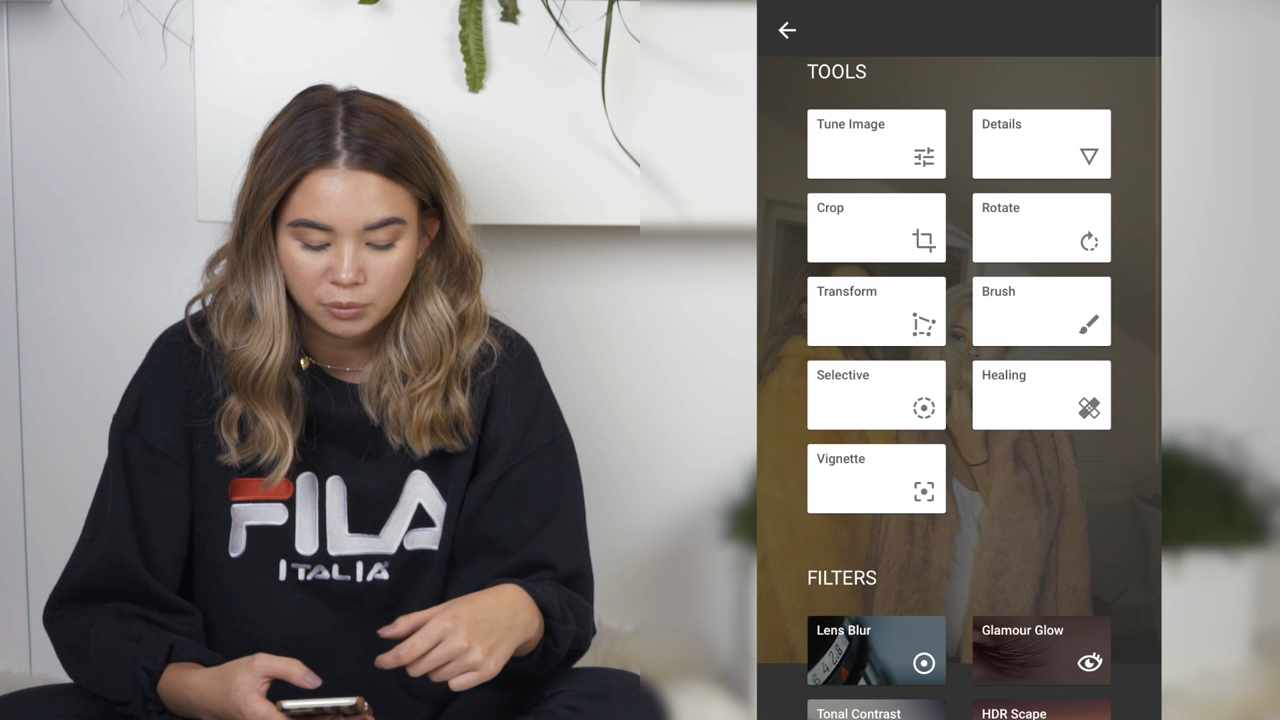 FILA
ITALIA
TOOLS
Tune Image
Details
Crop
Rotate
Transform
Brush
Selective
Healing
Vignette
FILTERS
Lens Blur
Glamour Glow
Tonal Contrast
HDR Scape